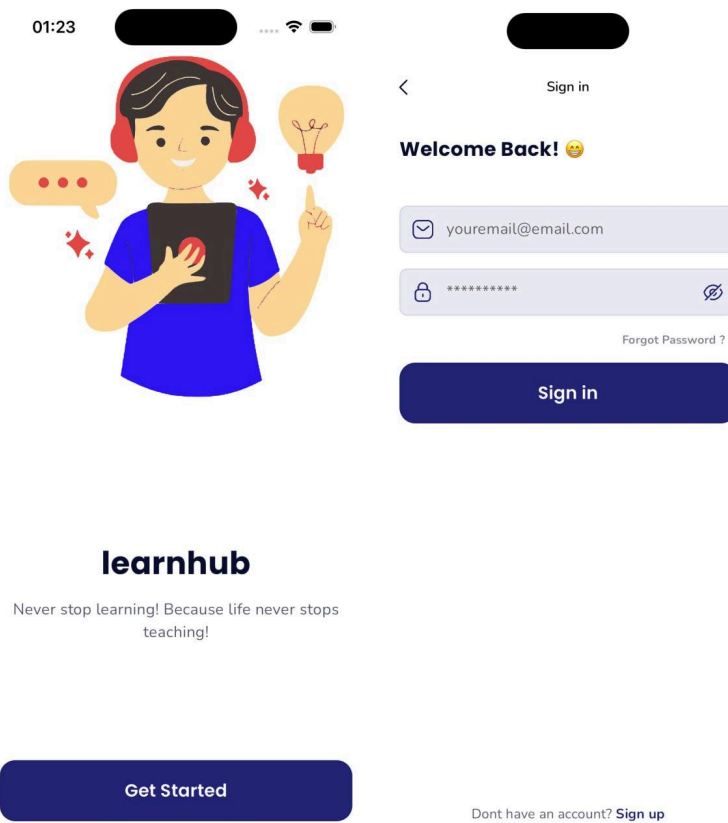 01:23
learnhub
Never stop learning! Because life never stops
teaching!
Get Started
Sign in
Welcome Back! 😁
youremail@email.com
**********
Forgot Password ?
Sign in
Dont have an account? Sign up